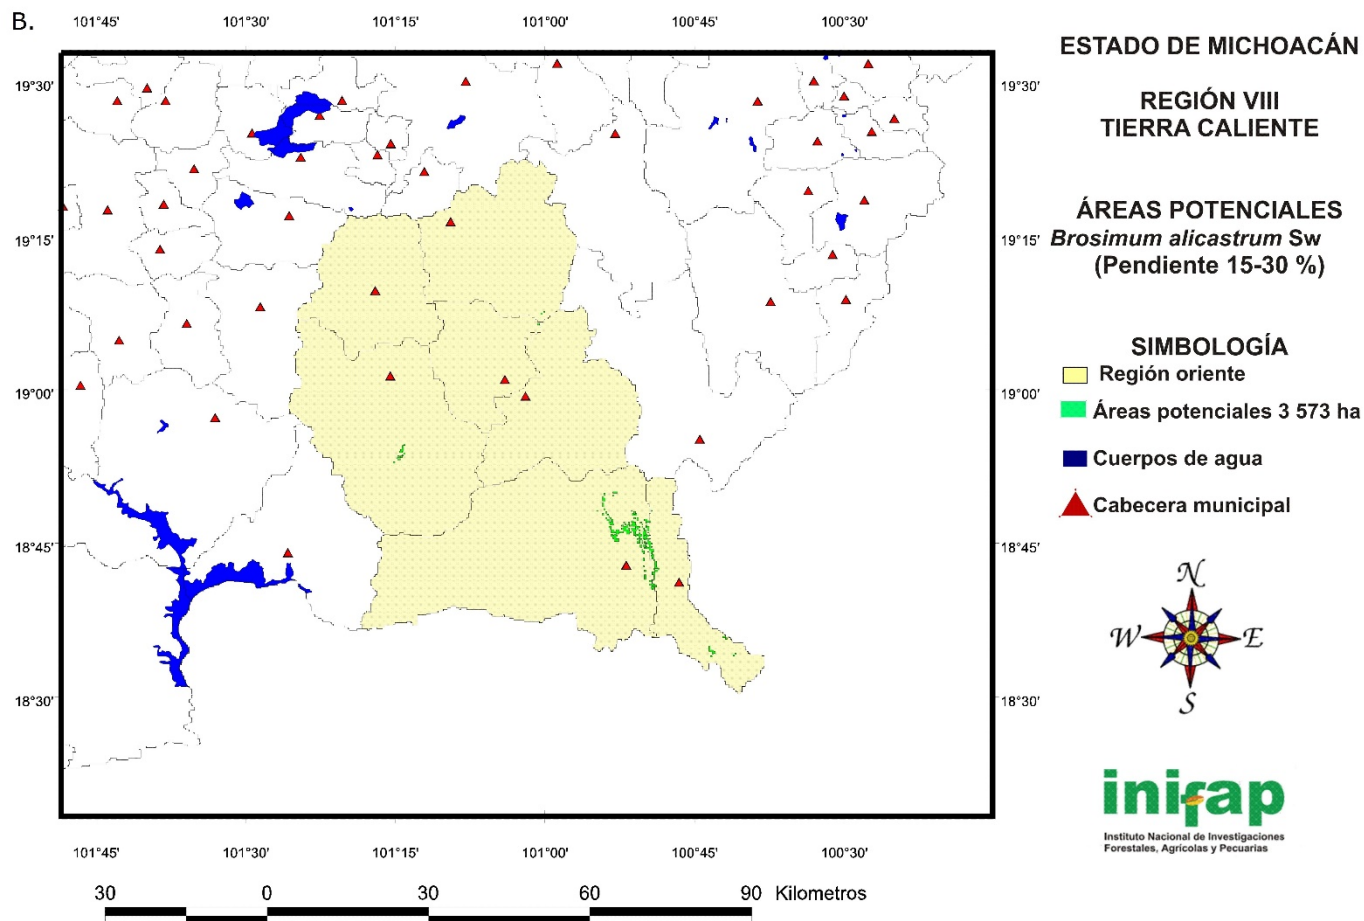 B.
101°45' 101°30' 101°15' 101°00' 100°45' 100°30'
19°30' 19°30'
19°15' 19°15'
19°00' 19°00'
18°45' 18°45'
18°30' 18°30'
101°45' 101°30' 101°15' 101°00' 100°45' 100°30'
30 0 30 60 90 Kilometros
ESTADO DE MICHOACÁN
REGIÓN VIII
TIERRA CALIENTE
ÁREAS POTENCIALES
Brosimum alicastrum Sw
(Pendiente 15-30 %)
SIMBOLOGÍA
Región oriente
Áreas potenciales 3 573 ha
Cuerpos de agua
Cabecera municipal
N
W E
S
inifap
Instituto Nacional de Investigaciones
Forestales, Agrícolas y Pecuarias